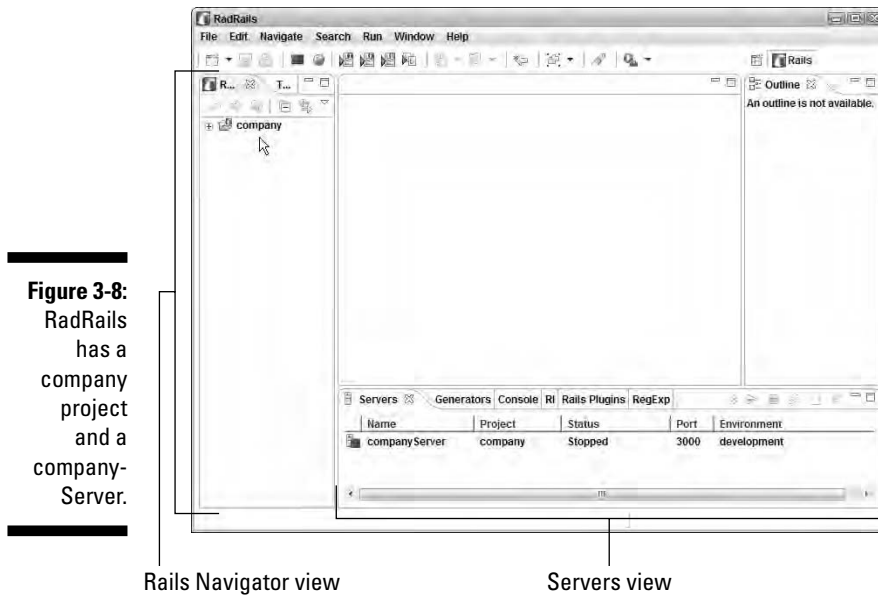 RadRails
File Edit Navigate Search Run Window Help
Rails
R... T...
Outline
An outline is not available.
company
Figure 3-8:
RadRails
has a
company
project
and a
company-
Server.
Servers Generators Console RI Rails Plugins RegExp
Name Project Status Port Environment
companyServer company Stopped 3000 development
Rails Navigator view
Servers view